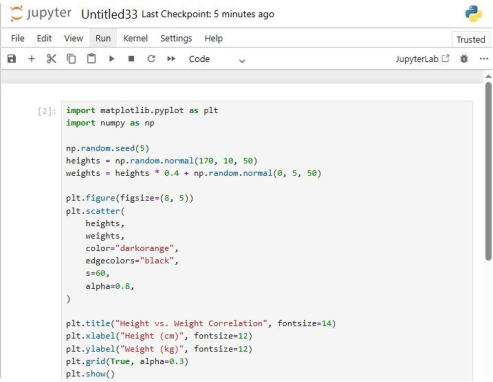 jupyter Untitled33 Last Checkpoint: 5 minutes ago
File Edit View Run Kernel Settings Help Trusted
Code JupyterLab
[2]: import matplotlib.pyplot as plt
import numpy as np
np.random.seed(5)
heights = np.random.normal(170, 10, 50)
weights = heights * 0.4 + np.random.normal(0, 5, 50)
plt.figure(figsize=(8, 5))
plt.scatter(
    heights,
    weights,
    color="darkorange",
    edgecolors="black",
    s=60,
    alpha=0.8,
)
plt.title("Height vs. Weight Correlation", fontsize=14)
plt.xlabel("Height (cm)", fontsize=12)
plt.ylabel("Weight (kg)", fontsize=12)
plt.grid(True, alpha=0.3)
plt.show()